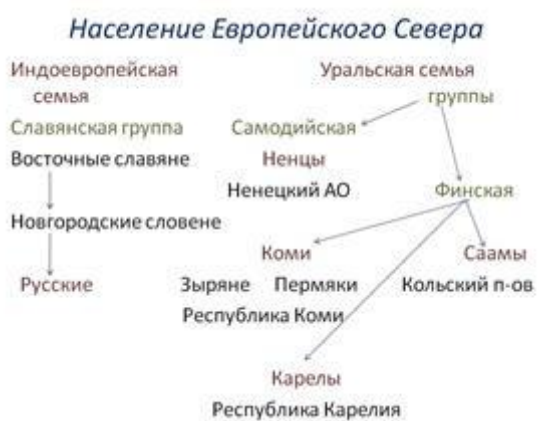 Население Европейского Севера
Индоевропейская
семья
Славянская группа
Восточные славяне
Новгородские словене
Русские
Уральская семья
группы
Самодийская
Ненцы
Ненецкий АО
Финская
Коми
Зыряне Пермяки
Республика Коми
Саамы
Кольский п-ов
Карелы
Республика Карелия